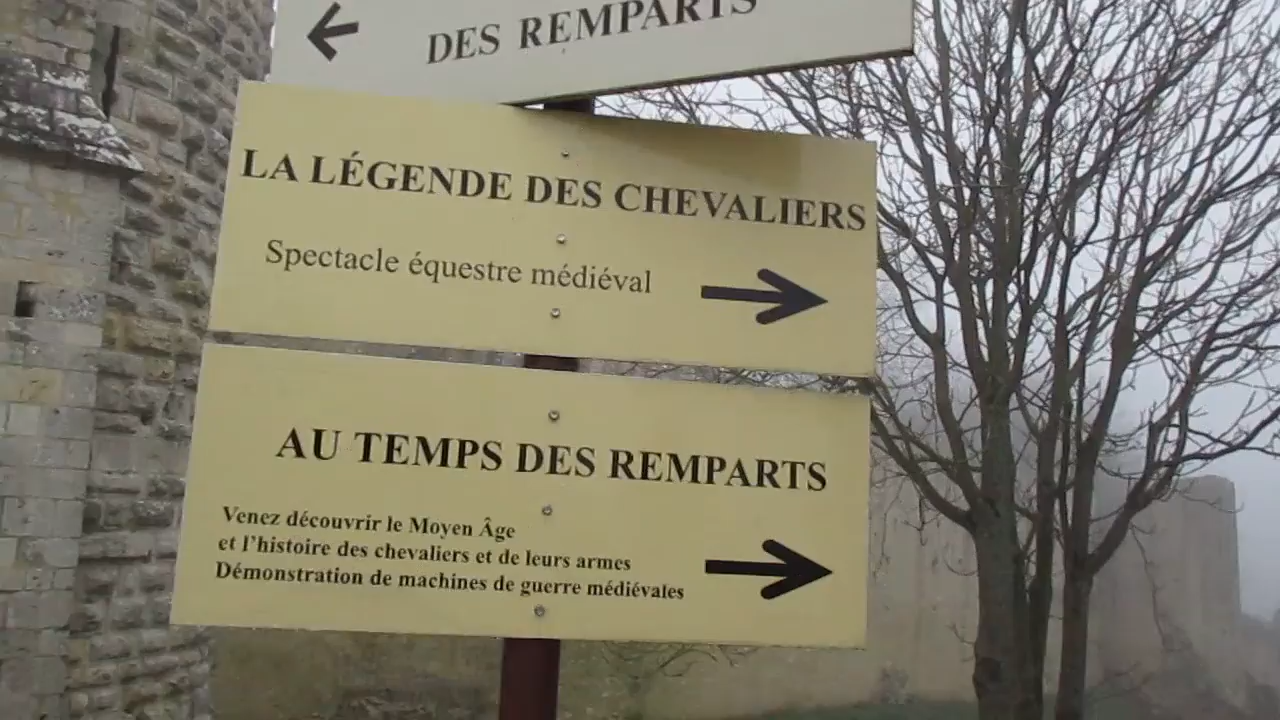 DES REMPARTS
LA LÉGENDE DES CHEVALIERS
Spectacle équestre médiéval
AU TEMPS DES REMPARTS
Venez découvrir le Moyen Âge
et l'histoire des chevaliers et de leurs armes
Démonstration de machines de guerre médiévales